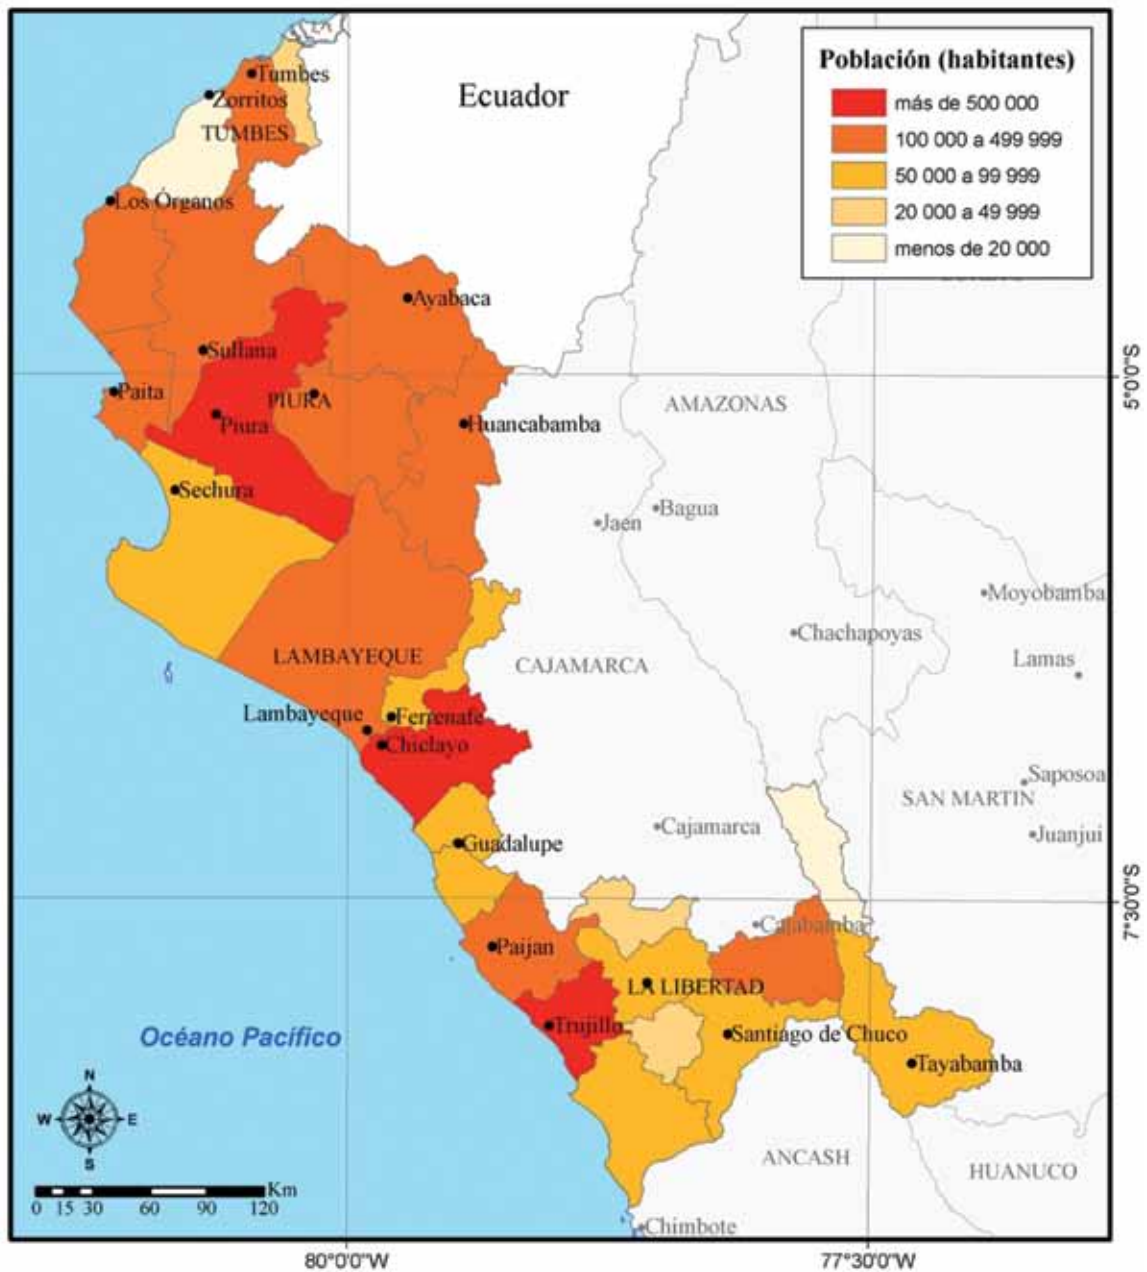 Tumbes
Zorritos
TUMBES
Ecuador
Población (habitantes)
más de 500 000
100 000 a 499 999
50 000 a 99 999
20 000 a 49 999
menos de 20 000
Los Órganos
Ayabaca
Sullana
Paita
PIURA
Piura
Huancabamba
AMAZONAS
5°0'0"S
Sechura
Jaen
Bagua
Moyobamba
Chachapoyas
LAMBAYEQUE
CAJAMARCA
Lamas
Lambayeque
Ferreñafe
Chiclayo
Saposoa
SAN MARTIN
Cajamarca
Juanjui
Guadalupe
7°30'0"S
Cajabamba
Paijan
LA LIBERTAD
Trujillo
Santiago de Chuco
Océano Pacífico
Tayabamba
N
W E
S
ANCASH
HUANUCO
Km
0 15 30 60 90 120
Chimbote
80°0'0"W
77°30'0"W